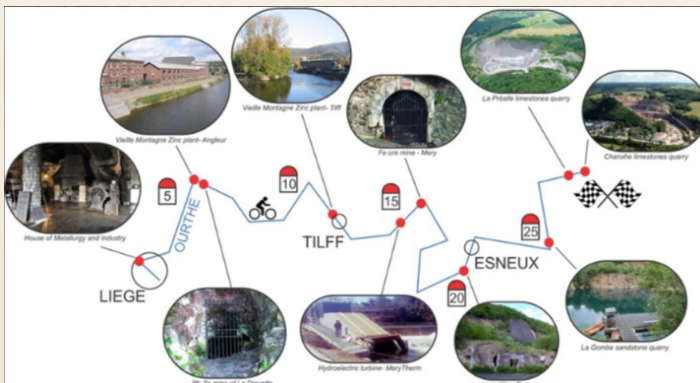 La Préalle limestones quarry
Vieille Montagne Zinc plant- Tilff
Vieille Montagne Zinc plant- Angleur
Fe ore mine - Mery
Chanxhe limestones quarry
5
10
15
House of Metallurgy and Industry
OURTHE
TILFF
25
ESNEUX
LIEGE
20
La Gombe sandstone quarry
Hydroelectric turbine- MeryTherm